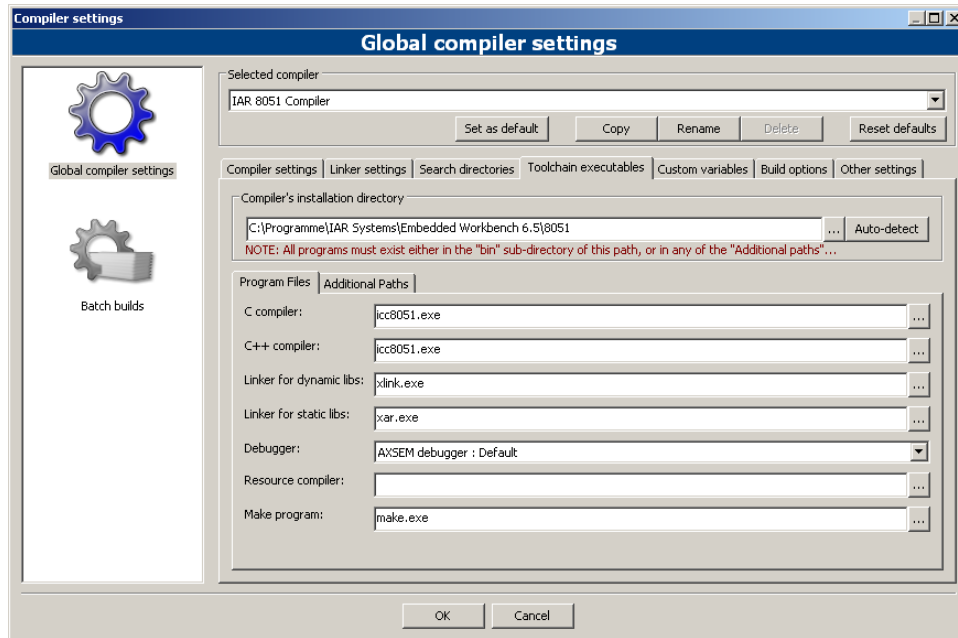 Compiler settings
Global compiler settings
Global compiler settings
Batch builds
Selected compiler
IAR 8051 Compiler
Set as default Copy Rename Delete Reset defaults
Compiler settings Linker settings Search directories Toolchain executables Custom variables Build options Other settings
Compiler's installation directory
C:\Programme\IAR Systems\Embedded Workbench 6.5\8051 ... Auto-detect
NOTE: All programs must exist either in the "bin" sub-directory of this path, or in any of the "Additional paths"...
Program Files Additional Paths
C compiler: icc8051.exe ...
C++ compiler: icc8051.exe ...
Linker for dynamic libs: xlink.exe ...
Linker for static libs: xar.exe ...
Debugger: AXSEM debugger : Default
Resource compiler: ...
Make program: make.exe ...
OK Cancel